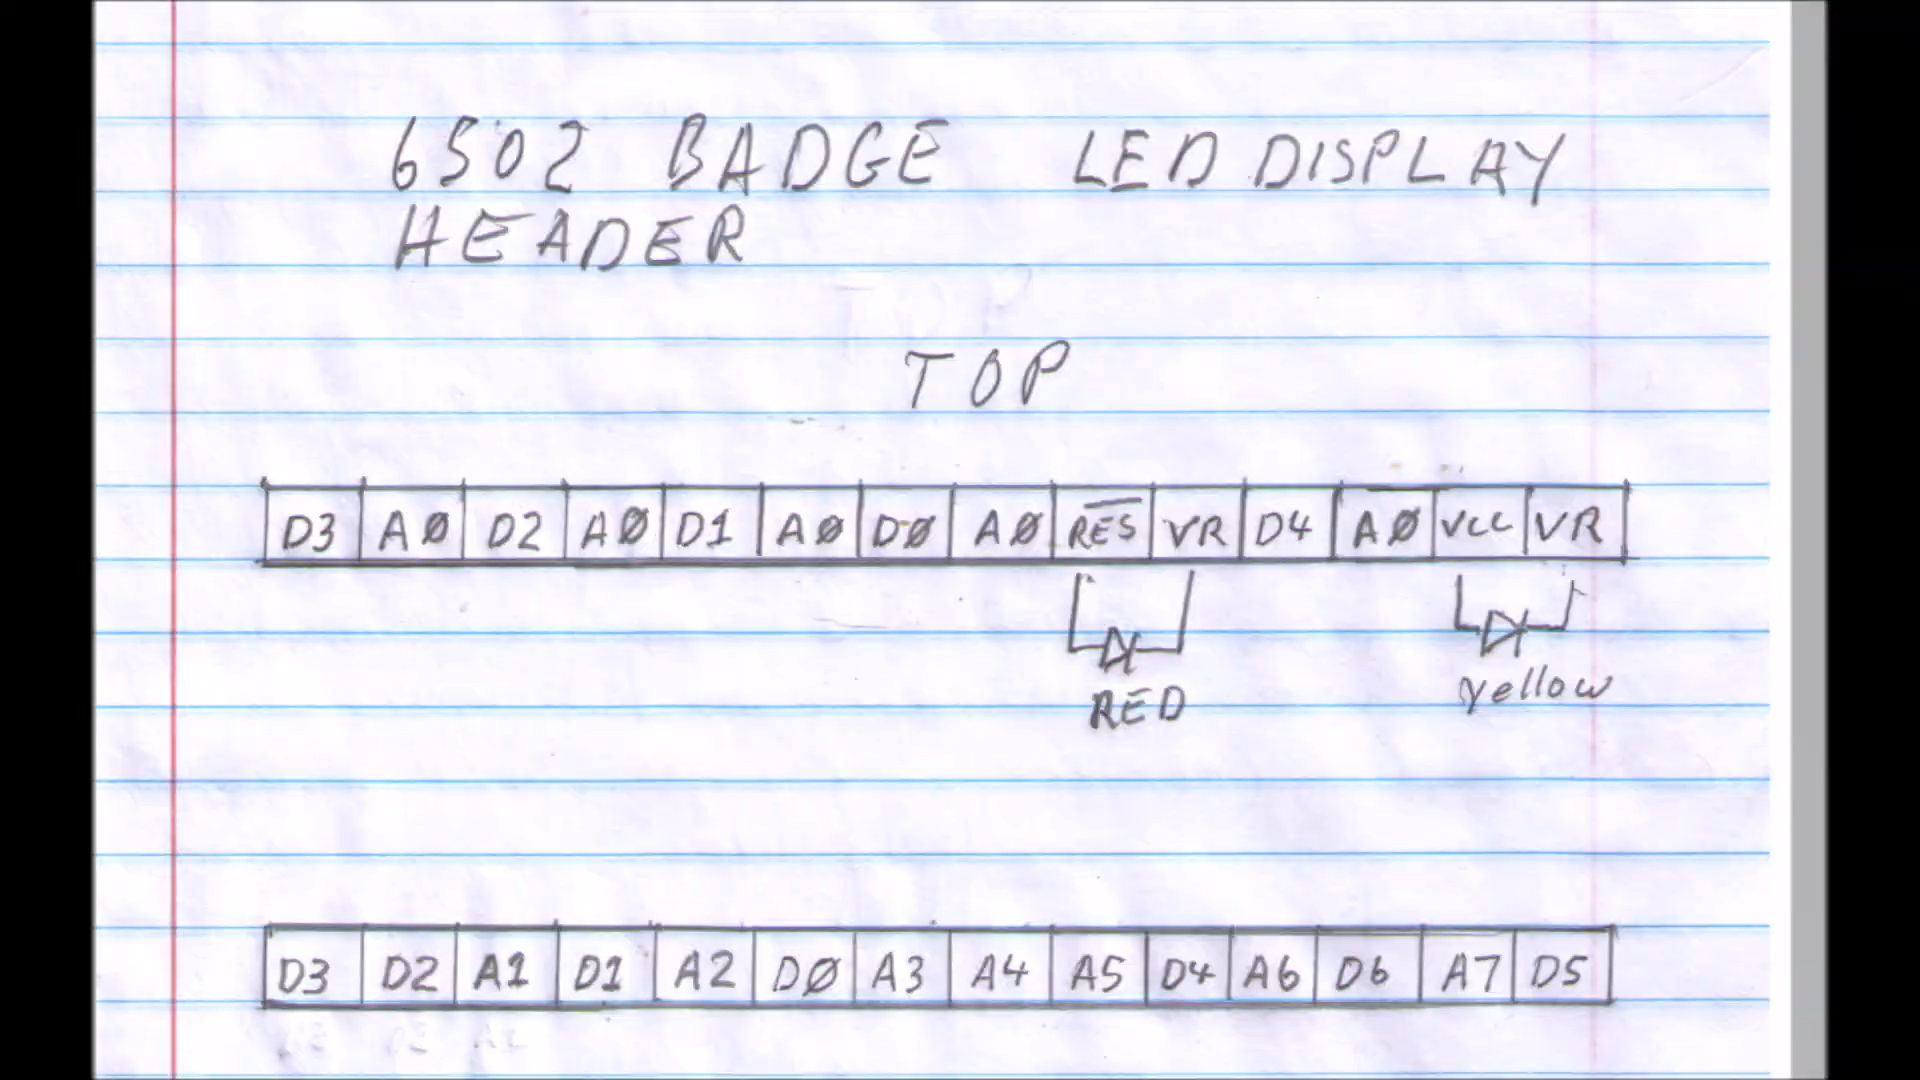 6502 BADGE LED DISPLAY
HEADER
TOP
D3 AØ D2 AØ D1 AØ DØ AØ R̅E̅S̅ VR D4 AØ VCC VR
RED yellow
D3 D2 A1 D1 A2 DØ A3 A4 A5 D4 A6 D6 A7 D5